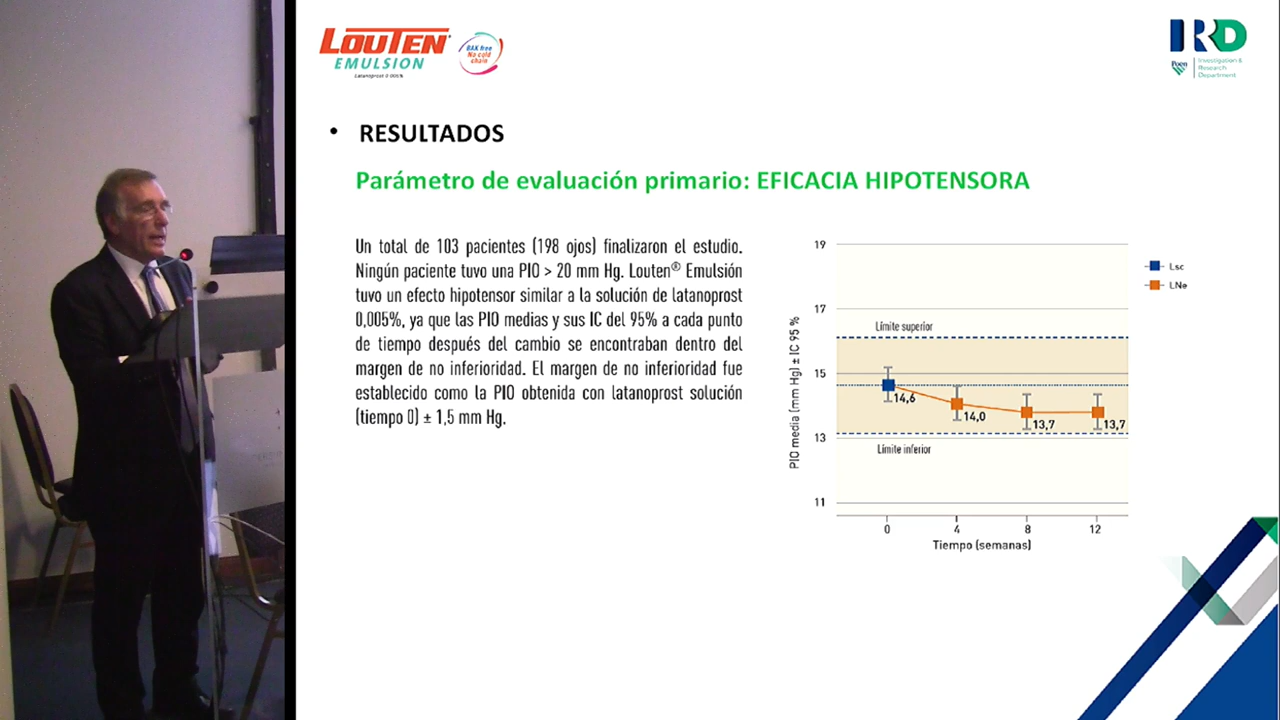 LOUTEN
EMULSION
Latanoprost 0.005%
BAK free
No cold
chain
IRD
Poen
Investigation &
Research
Department
• RESULTADOS
Parámetro de evaluación primario: EFICACIA HIPOTENSORA
Un total de 103 pacientes (198 ojos) finalizaron el estudio.
Ningún paciente tuvo una PIO > 20 mm Hg. Louten® Emulsión
tuvo un efecto hipotensor similar a la solución de latanoprost
0,005%, ya que las PIO medias y sus IC del 95% a cada punto
de tiempo después del cambio se encontraban dentro del
margen de no inferioridad. El margen de no inferioridad fue
establecido como la PIO obtenida con latanoprost solución
(tiempo 0) ± 1,5 mm Hg.
PIO media (mm Hg) ± IC 95 %
19
17
15
13
11
Límite superior
14,6
14,0
13,7
13,7
Límite inferior
0
4
8
12
Tiempo (semanas)
Lsc
LNe